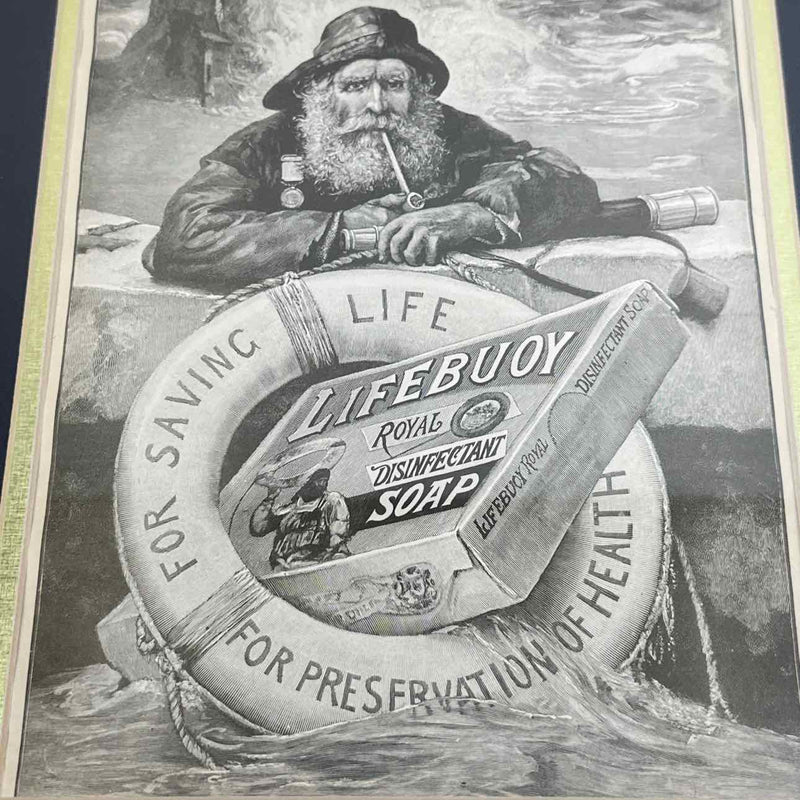 FOR SAVING LIFE
LIFEBUOY
ROYAL
DISINFECTANT
SOAP
LIFEBUOY ROYAL DISINFECTANT SOAP
FOR PRESERVATION OF HEALTH